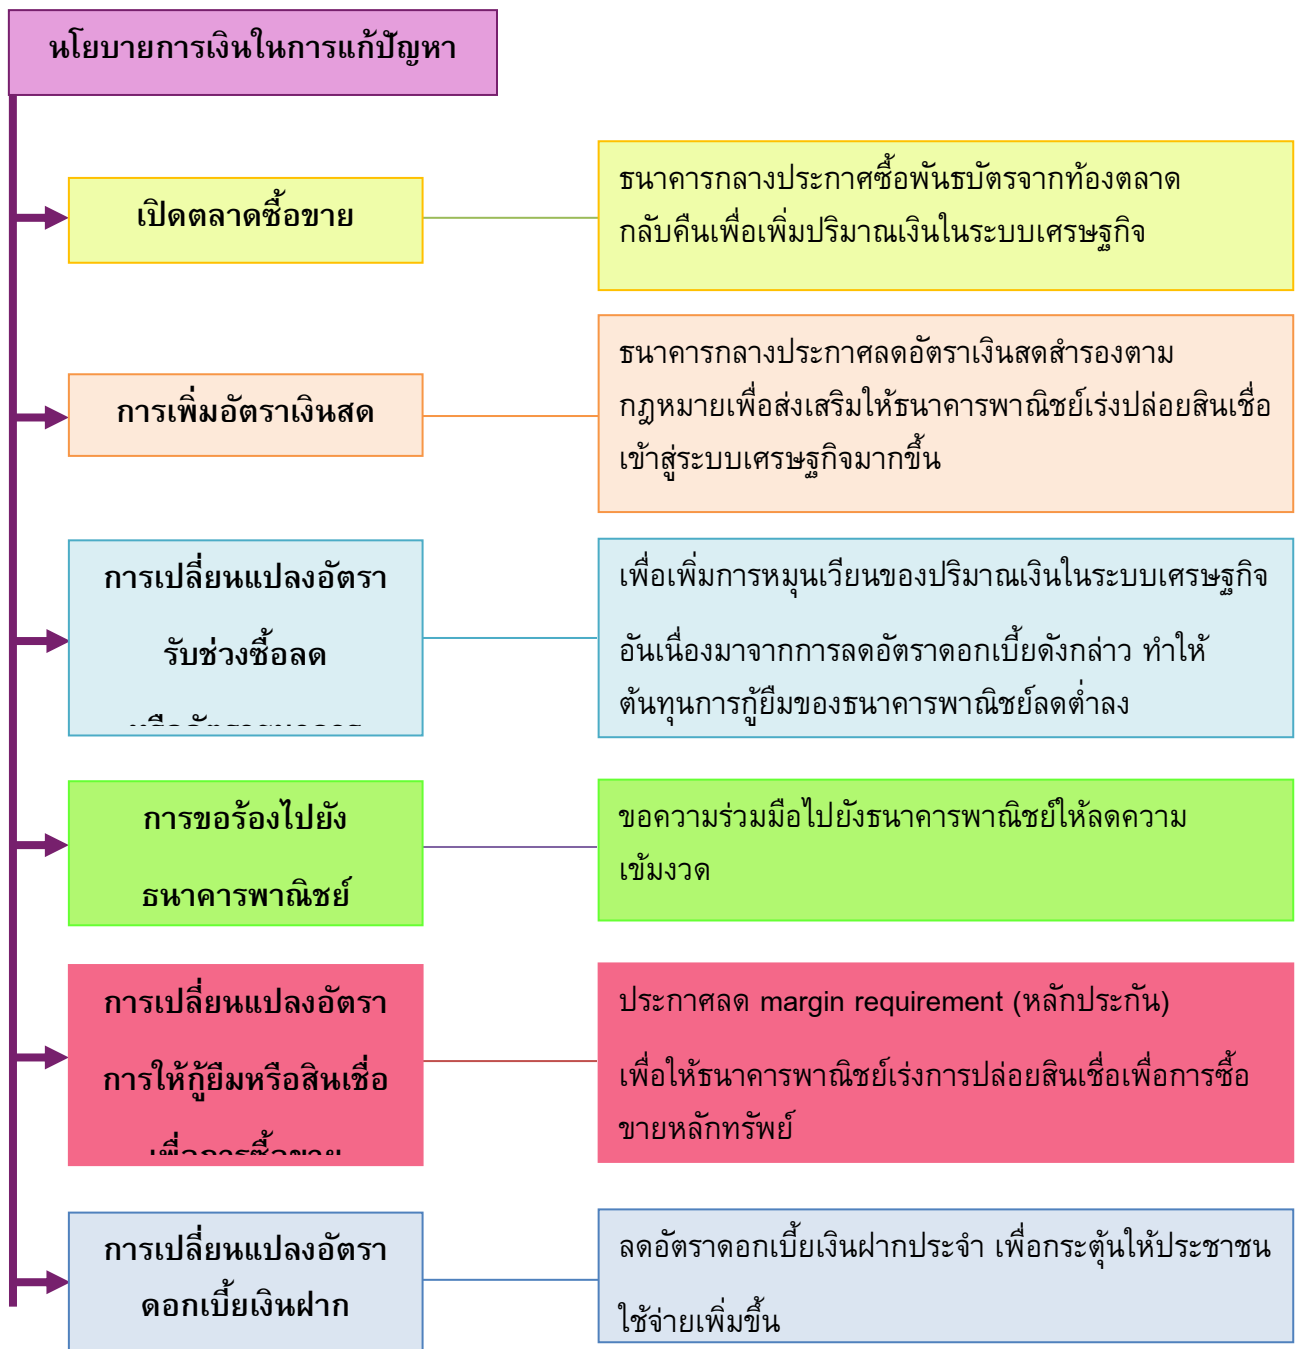 นโยบายการเงินในการแก้ปัญหา
เปิดตลาดซื้อขาย
ธนาคารกลางประกาศซื้อพันธบัตรจากท้องตลาด
กลับคืนเพื่อเพิ่มปริมาณเงินในระบบเศรษฐกิจ
การเพิ่มอัตราเงินสด
ธนาคารกลางประกาศลดอัตราเงินสดสำรองตาม
กฎหมายเพื่อส่งเสริมให้ธนาคารพาณิชย์เร่งปล่อยสินเชื่อ
เข้าสู่ระบบเศรษฐกิจมากขึ้น
การเปลี่ยนแปลงอัตรา
รับช่วงซื้อลด
เพื่อเพิ่มการหมุนเวียนของปริมาณเงินในระบบเศรษฐกิจ
อันเนื่องมาจากการลดอัตราดอกเบี้ยดังกล่าว ทำให้
ต้นทุนการกู้ยืมของธนาคารพาณิชย์ลดต่ำลง
การขอร้องไปยัง
ธนาคารพาณิชย์
ขอความร่วมมือไปยังธนาคารพาณิชย์ให้ลดความ
เข้มงวด
การเปลี่ยนแปลงอัตรา
การให้กู้ยืมหรือสินเชื่อ
เพื่อการซื้อขาย
ประกาศลด margin requirement (หลักประกัน)
เพื่อให้ธนาคารพาณิชย์เร่งการปล่อยสินเชื่อเพื่อการซื้อ
ขายหลักทรัพย์
การเปลี่ยนแปลงอัตรา
ดอกเบี้ยเงินฝาก
ลดอัตราดอกเบี้ยเงินฝากประจำ เพื่อกระตุ้นให้ประชาชน
ใช้จ่ายเพิ่มขึ้น